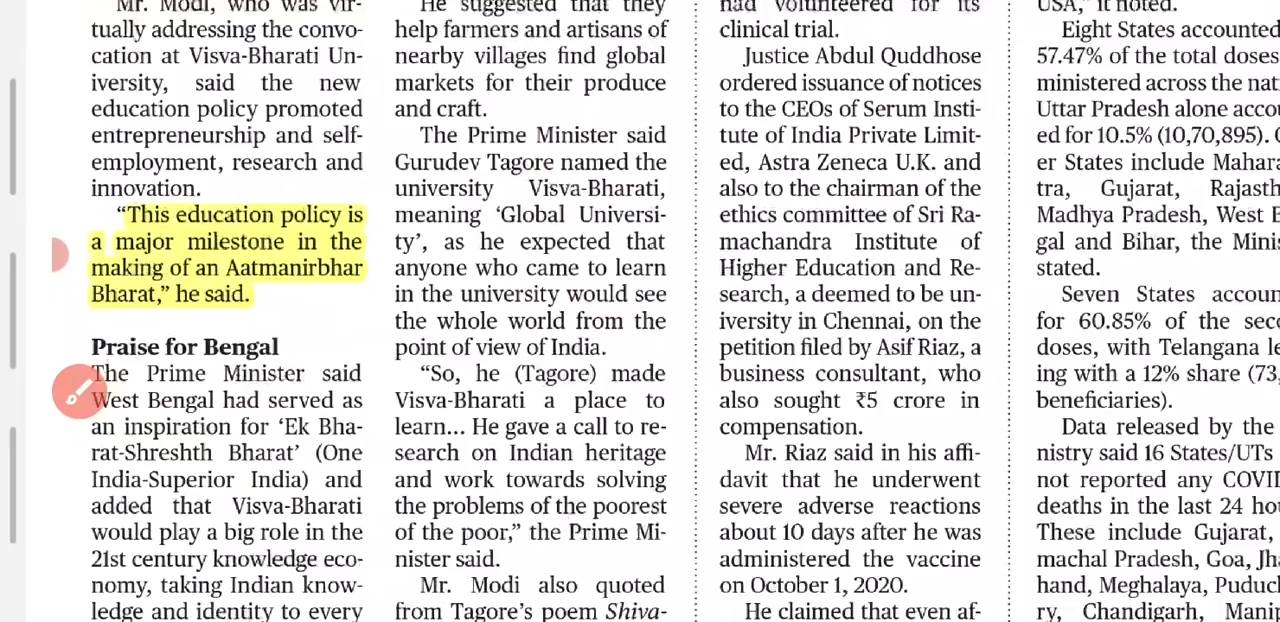 Mr. Modi, who was vir-
tually addressing the convo-
cation at Visva-Bharati Un-
iversity, said the new
education policy promoted
entrepreneurship and self-
employment, research and
innovation.
“This education policy is
a major milestone in the
making of an Aatmanirbhar
Bharat,” he said.
Praise for Bengal
The Prime Minister said
West Bengal had served as
an inspiration for ‘Ek Bha-
rat-Shreshth Bharat’ (One
India-Superior India) and
added that Visva-Bharati
would play a big role in the
21st century knowledge eco-
nomy, taking Indian know-
ledge and identity to every
He suggested that they
help farmers and artisans of
nearby villages find global
markets for their produce
and craft.
The Prime Minister said
Gurudev Tagore named the
university Visva-Bharati,
meaning ‘Global Universi-
ty’, as he expected that
anyone who came to learn
in the university would see
the whole world from the
point of view of India.
“So, he (Tagore) made
Visva-Bharati a place to
learn... He gave a call to re-
search on Indian heritage
and work towards solving
the problems of the poorest
of the poor,” the Prime Mi-
nister said.
Mr. Modi also quoted
from Tagore’s poem Shiva-
had volunteered for its
clinical trial.
Justice Abdul Quddhose
ordered issuance of notices
to the CEOs of Serum Insti-
tute of India Private Limit-
ed, Astra Zeneca U.K. and
also to the chairman of the
ethics committee of Sri Ra-
machandra Institute of
Higher Education and Re-
search, a deemed to be un-
iversity in Chennai, on the
petition filed by Asif Riaz, a
business consultant, who
also sought ₹5 crore in
compensation.
Mr. Riaz said in his affi-
davit that he underwent
severe adverse reactions
about 10 days after he was
administered the vaccine
on October 1, 2020.
He claimed that even af-
USA,” it noted.
Eight States accounted
57.47% of the total doses
ministered across the nati
Uttar Pradesh alone accou
ed for 10.5% (10,70,895). O
er States include Mahara
tra, Gujarat, Rajasth
Madhya Pradesh, West B
gal and Bihar, the Minis
stated.
Seven States accoun
for 60.85% of the seco
doses, with Telangana le
ing with a 12% share (73,
beneficiaries).
Data released by the
nistry said 16 States/UTs
not reported any COVID
deaths in the last 24 hou
These include Gujarat,
machal Pradesh, Goa, Jha
hand, Meghalaya, Puduch
ry, Chandigarh, Manip